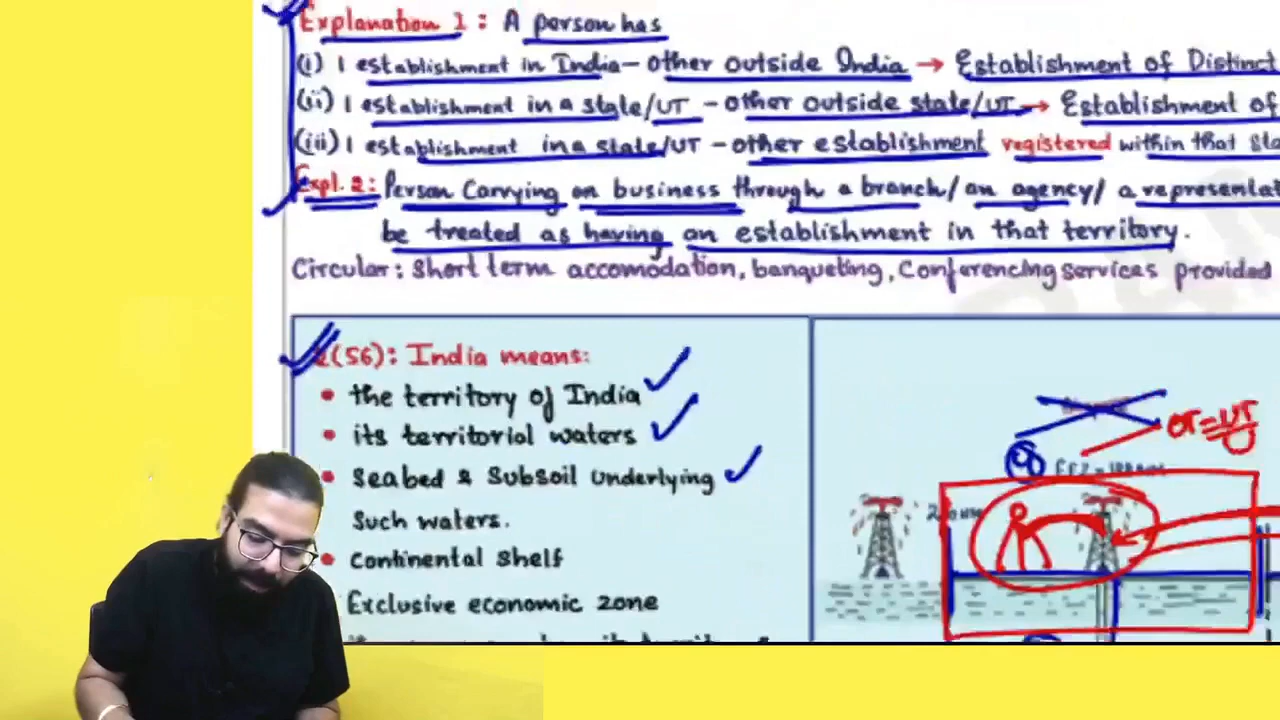 Explanation 1: A person has
(i) 1 establishment in India - other outside India → Establishment of Distinct
(ii) 1 establishment in a state/UT - other outside state/UT → Establishment of
(iii) 1 establishment in a state/UT - other establishment registered within that Sta
Expl. 2: Person Carrying on business through a branch/ an agency/ a representat
be treated as having an establishment in that territory.
Circular: Short term accomodation, banqueting, Conferencing services provided
2(56): India means:
• the territory of India
• its territorial waters
• Seabed & Subsoil Underlying
Such waters.
• Continental Shelf
Exclusive economic zone
OT = UT